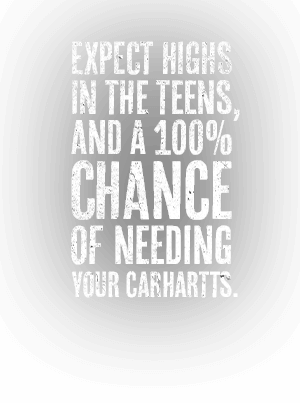 EXPECT HIGHS
IN THE TEENS,
AND A 100%
CHANCE
OF NEEDING
YOUR CARHARTTS.